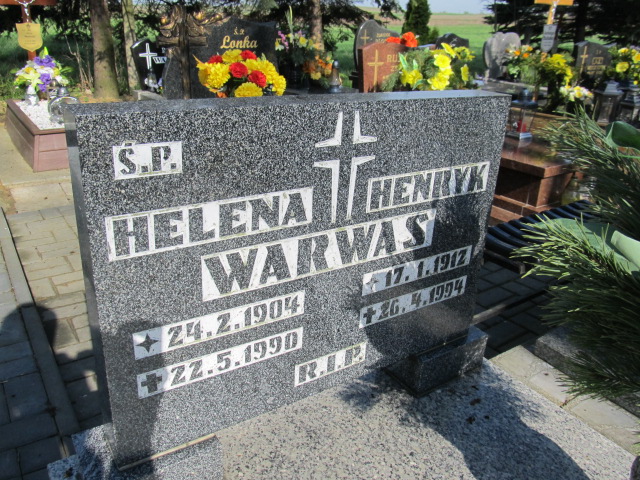 Ś.P.
HELENA HENRYK
WARWAS
24.2.1904 17.1.1912
22.5.1990 26.4.1994
R.I.P.
Lonka